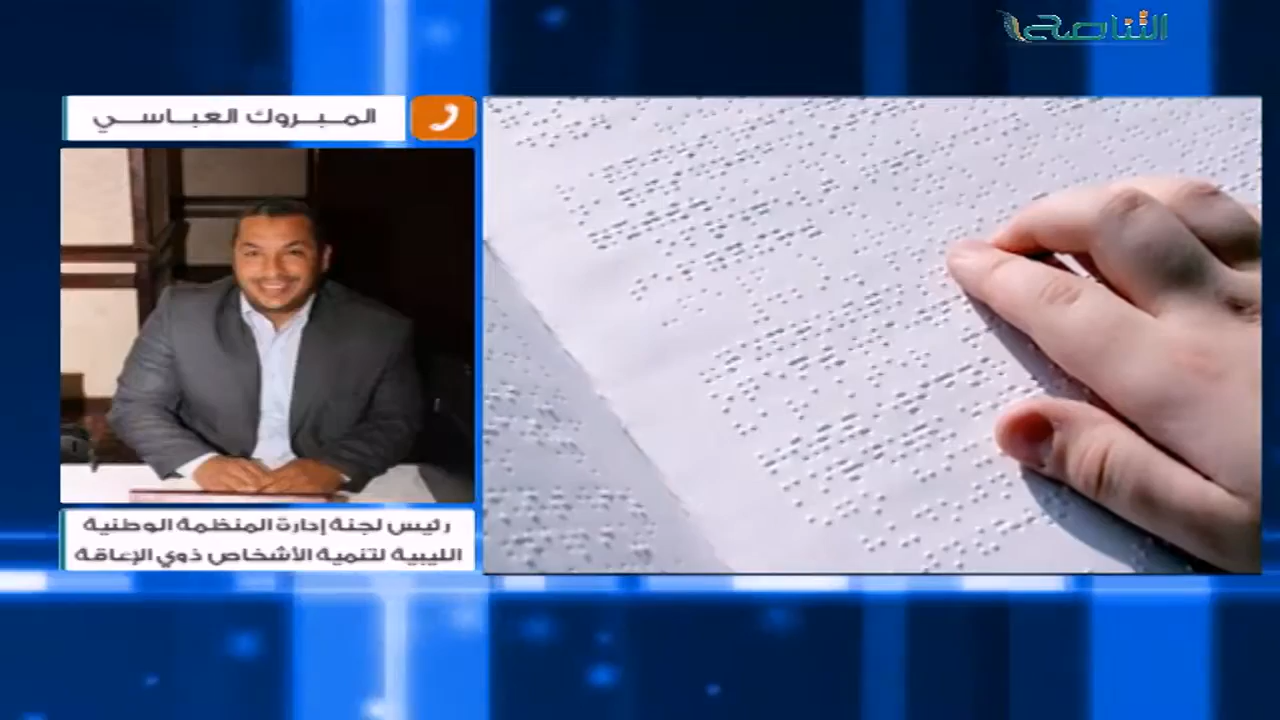 التناصح
المبروك العباسي
رئيس لجنة إدارة المنظمة الوطنية
الليبية لتنمية الأشخاص ذوي الإعاقة